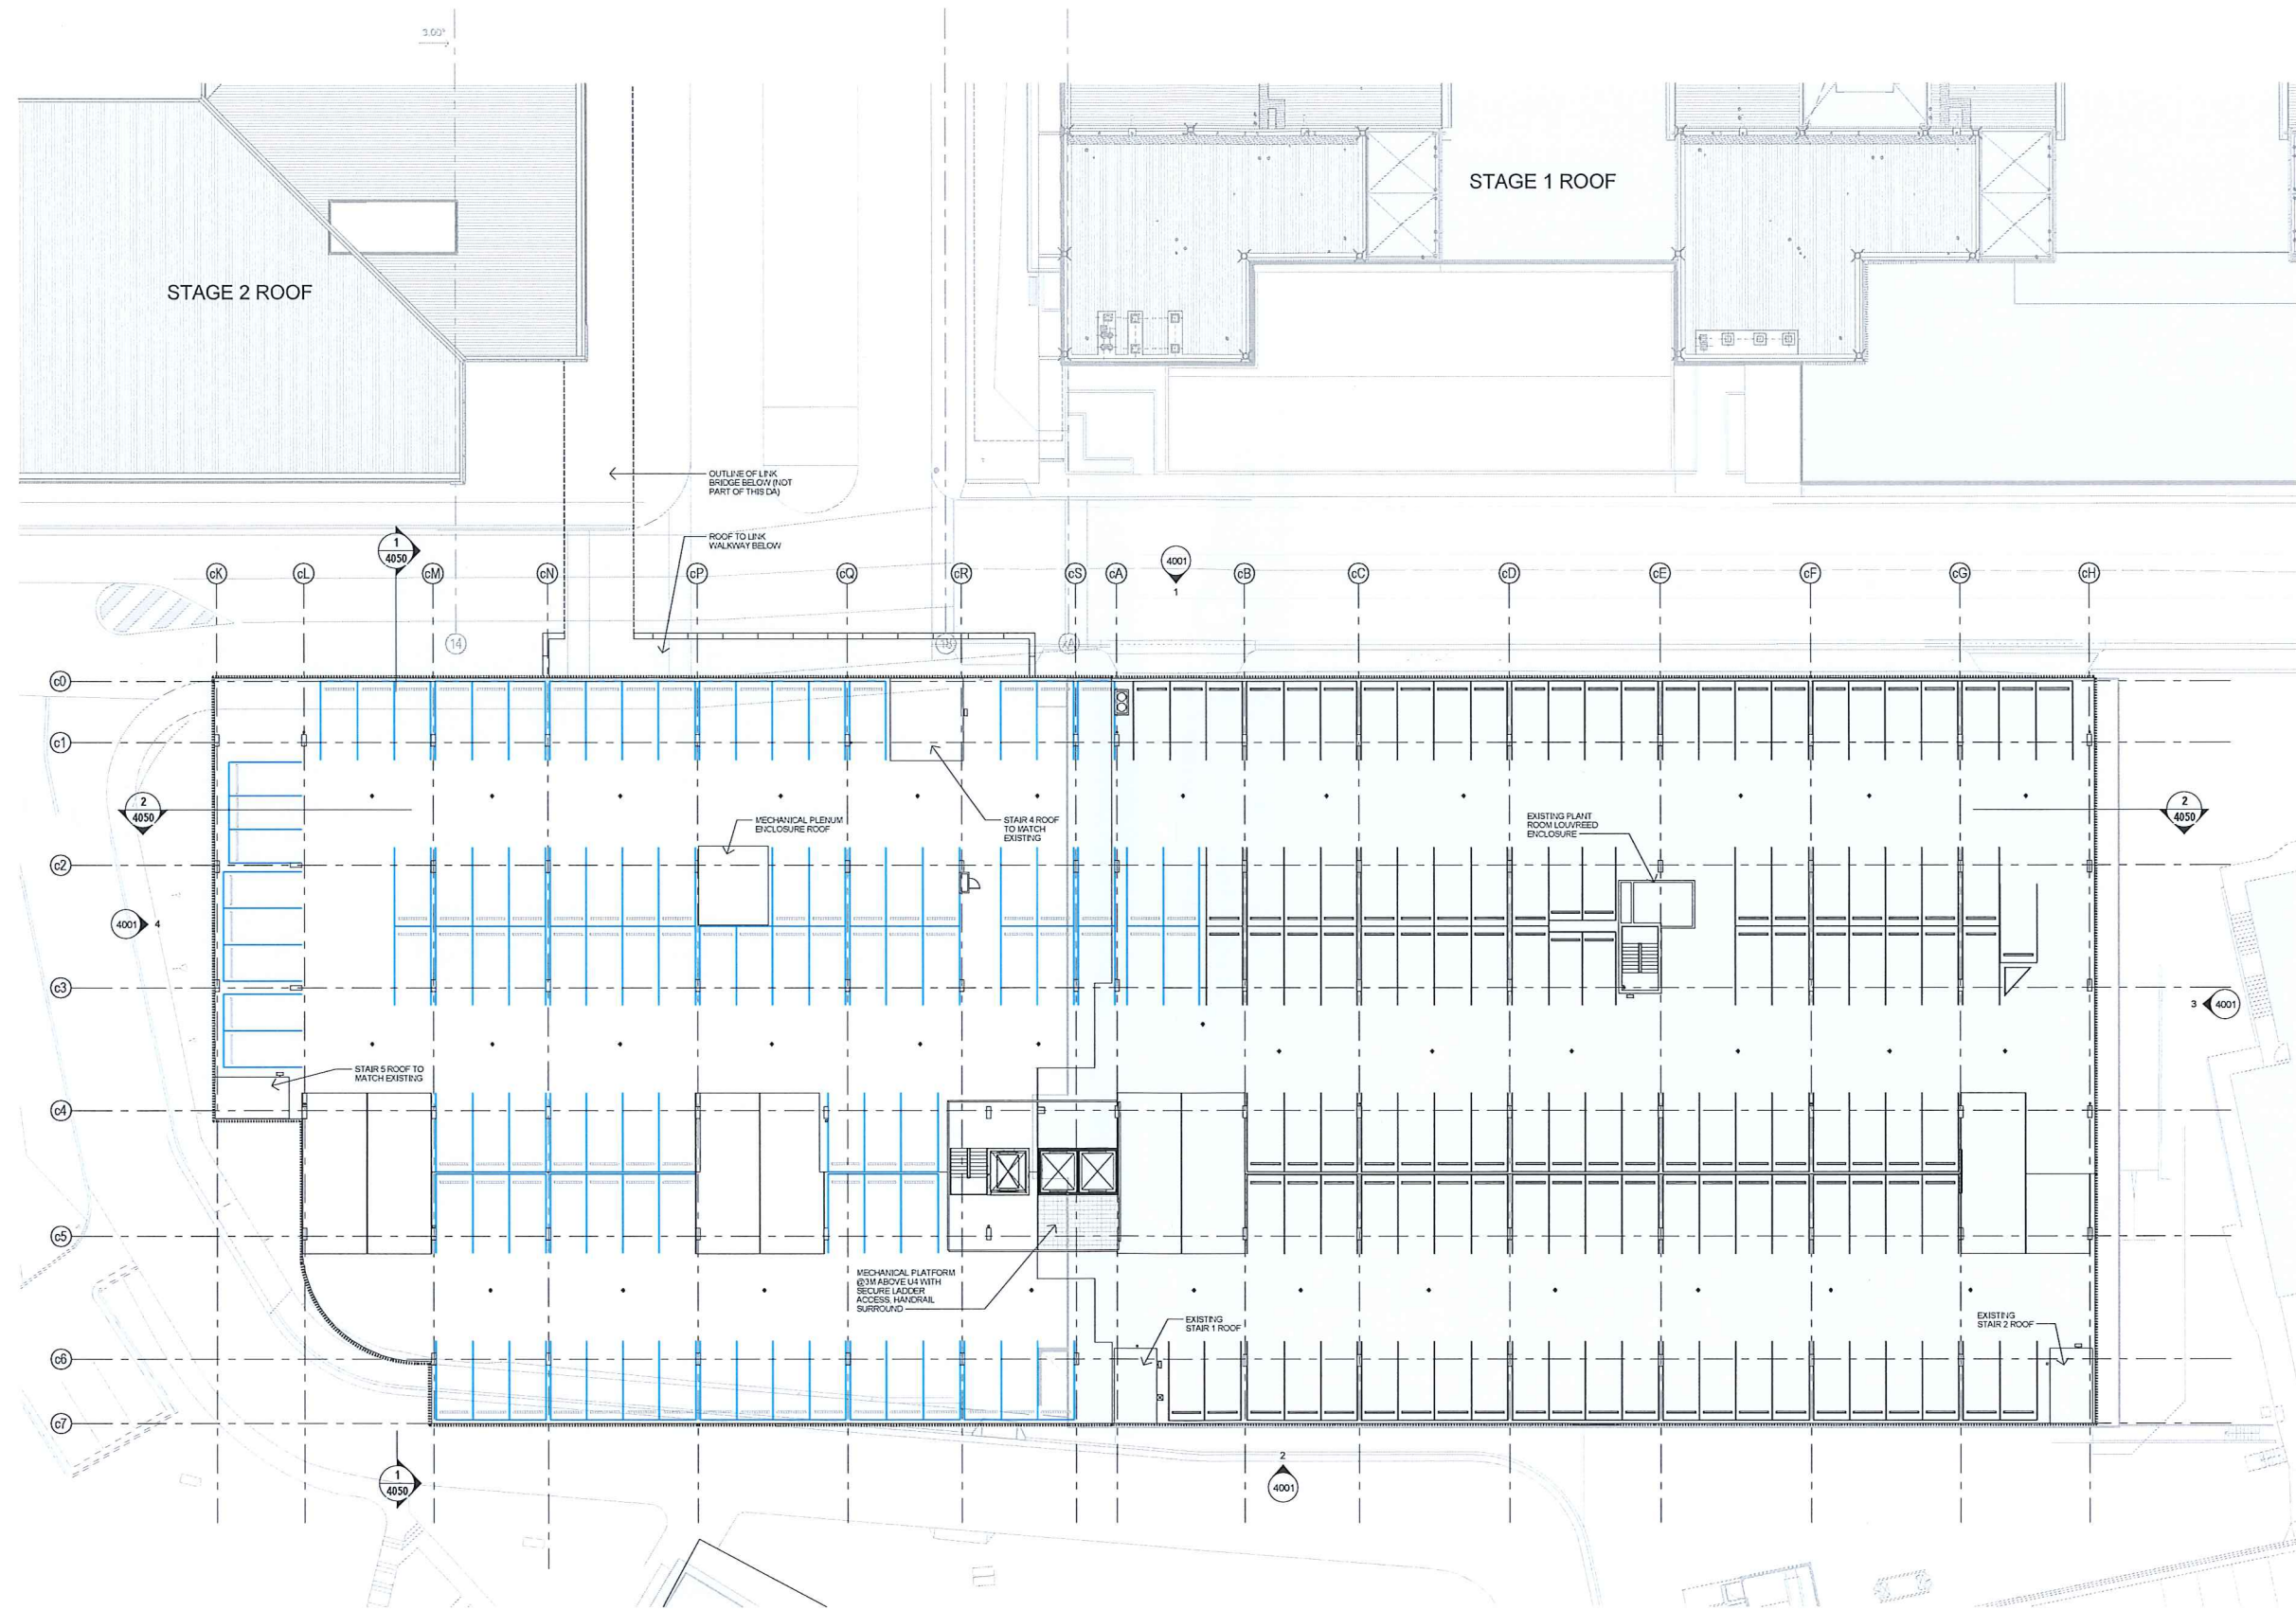 3.00°
STAGE 1 ROOF
STAGE 2 ROOF
OUTLINE OF LINK
BRIDGE BELOW (NOT
PART OF THIS DA)
ROOF TO LINK
WALKWAY BELOW
1
4050
4001
1
cK
cL
cM
cN
cP
cQ
cR
cS
cA
cB
cC
cD
cE
cF
cG
cH
14
c0
c1
2
4050
MECHANICAL PLENUM
ENCLOSURE ROOF
STAIR 4 ROOF
TO MATCH
EXISTING
EXISTING PLANT
ROOM LOUVREED
ENCLOSURE
2
4050
c2
4001
4
c3
3
4001
STAIR 5 ROOF TO
MATCH EXISTING
c4
c5
MECHANICAL PLATFORM
@3M ABOVE U4 WITH
SECURE LADDER
ACCESS, HANDRAIL
SURROUND
EXISTING
STAIR 1 ROOF
EXISTING
STAIR 2 ROOF
c6
c7
1
4050
2
4001